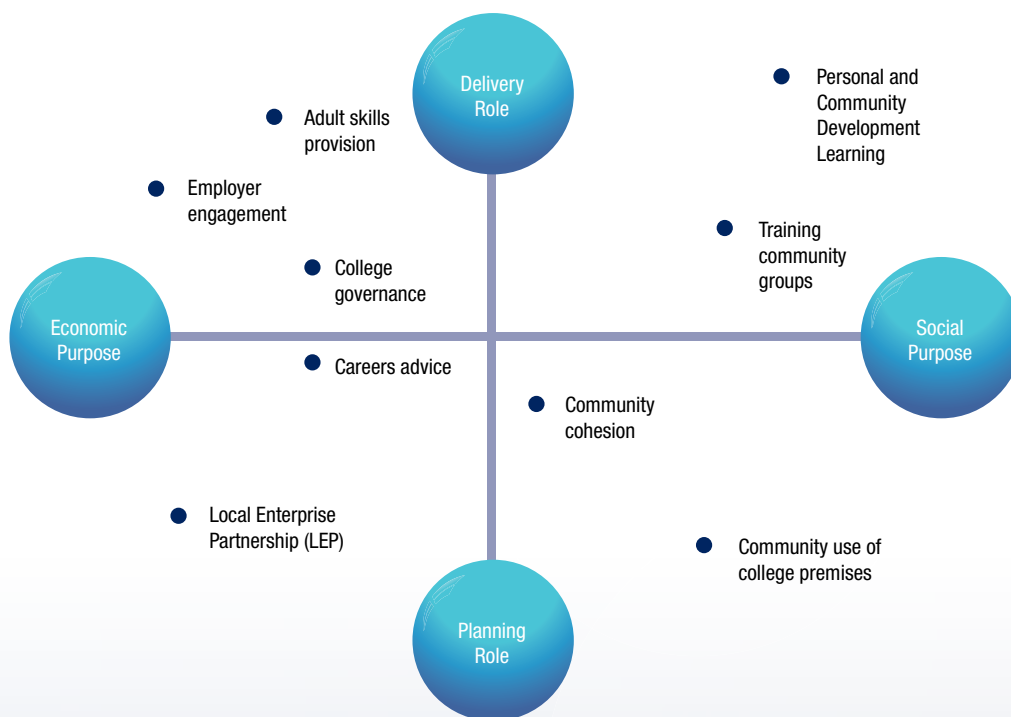 Delivery
Role
Personal and
Community
Development
Learning
Adult skills
provision
Employer
engagement
Training
community
groups
College
governance
Economic
Purpose
Social
Purpose
Careers advice
Community
cohesion
Local Enterprise
Partnership (LEP)
Community use of
college premises
Planning
Role